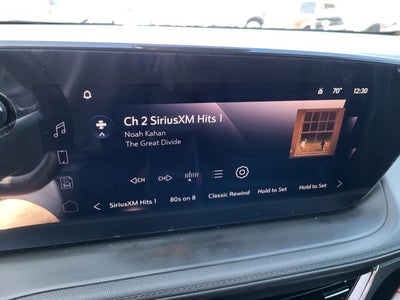 70° 12:30
Ch 2 SiriusXM Hits 1
Noah Kahan
The Great Divide
◁CH CH▷
< SiriusXM Hits 1 80s on 8 Classic Rewind Hold to Set Hold to Set >